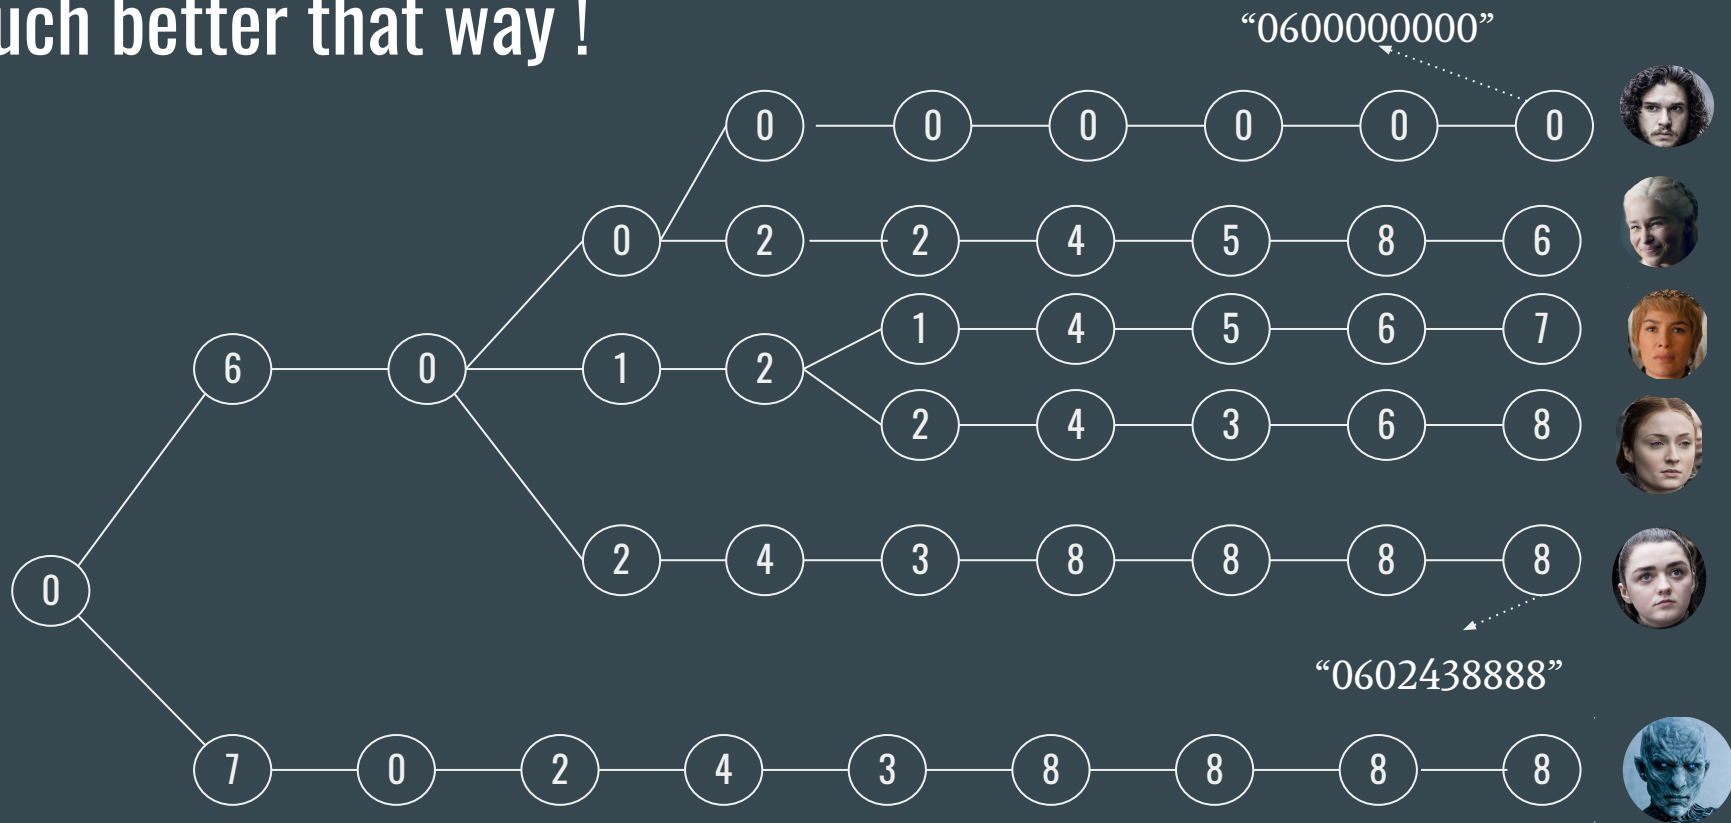 uch better that way !
“0600000000”
0 0 0 0 0 0
0 2 2 4 5 8 6
1 4 5 6 7
6 0 1 2
2 4 3 6 8
2 4 3 8 8 8 8
0
“0602438888”
7 0 2 4 3 8 8 8 8